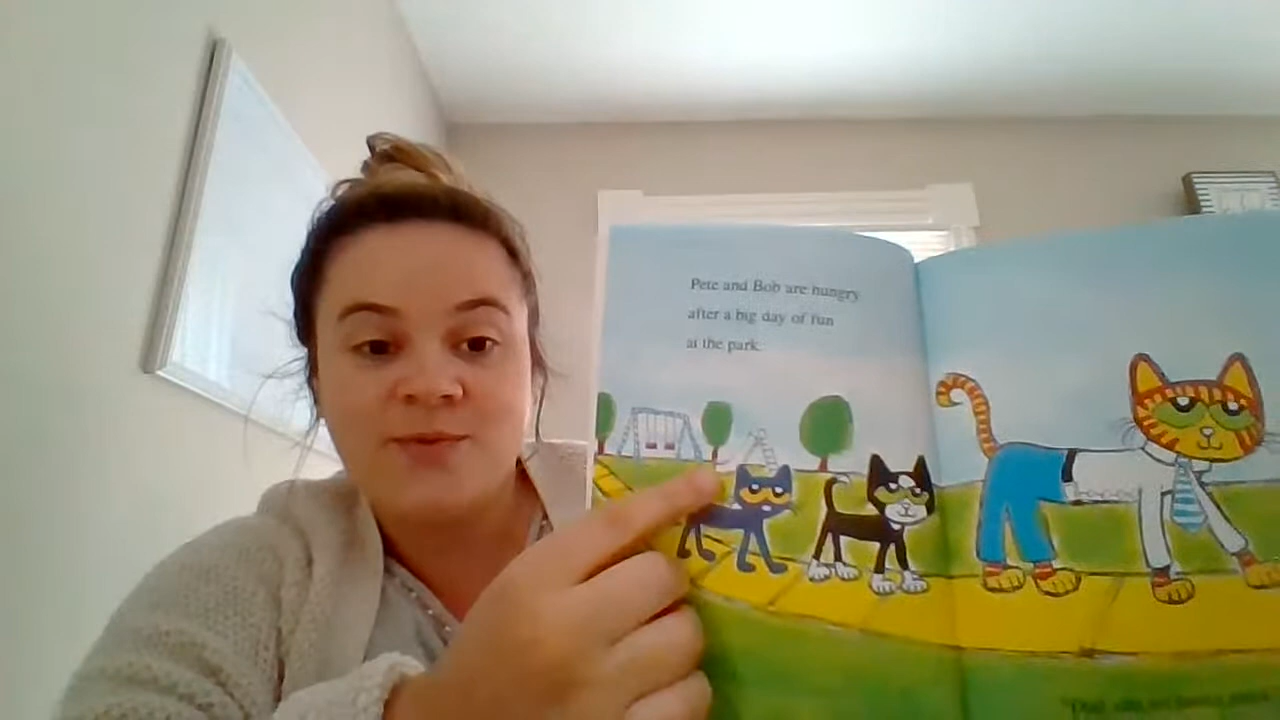 Pete and Bob are hungry
after a big day of fun
at the park.